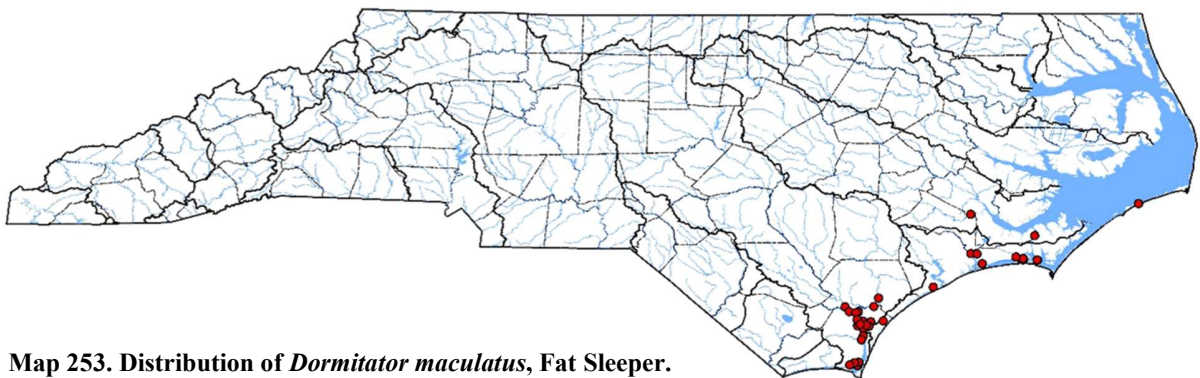 Map 253. Distribution of Dormitator maculatus, Fat Sleeper.